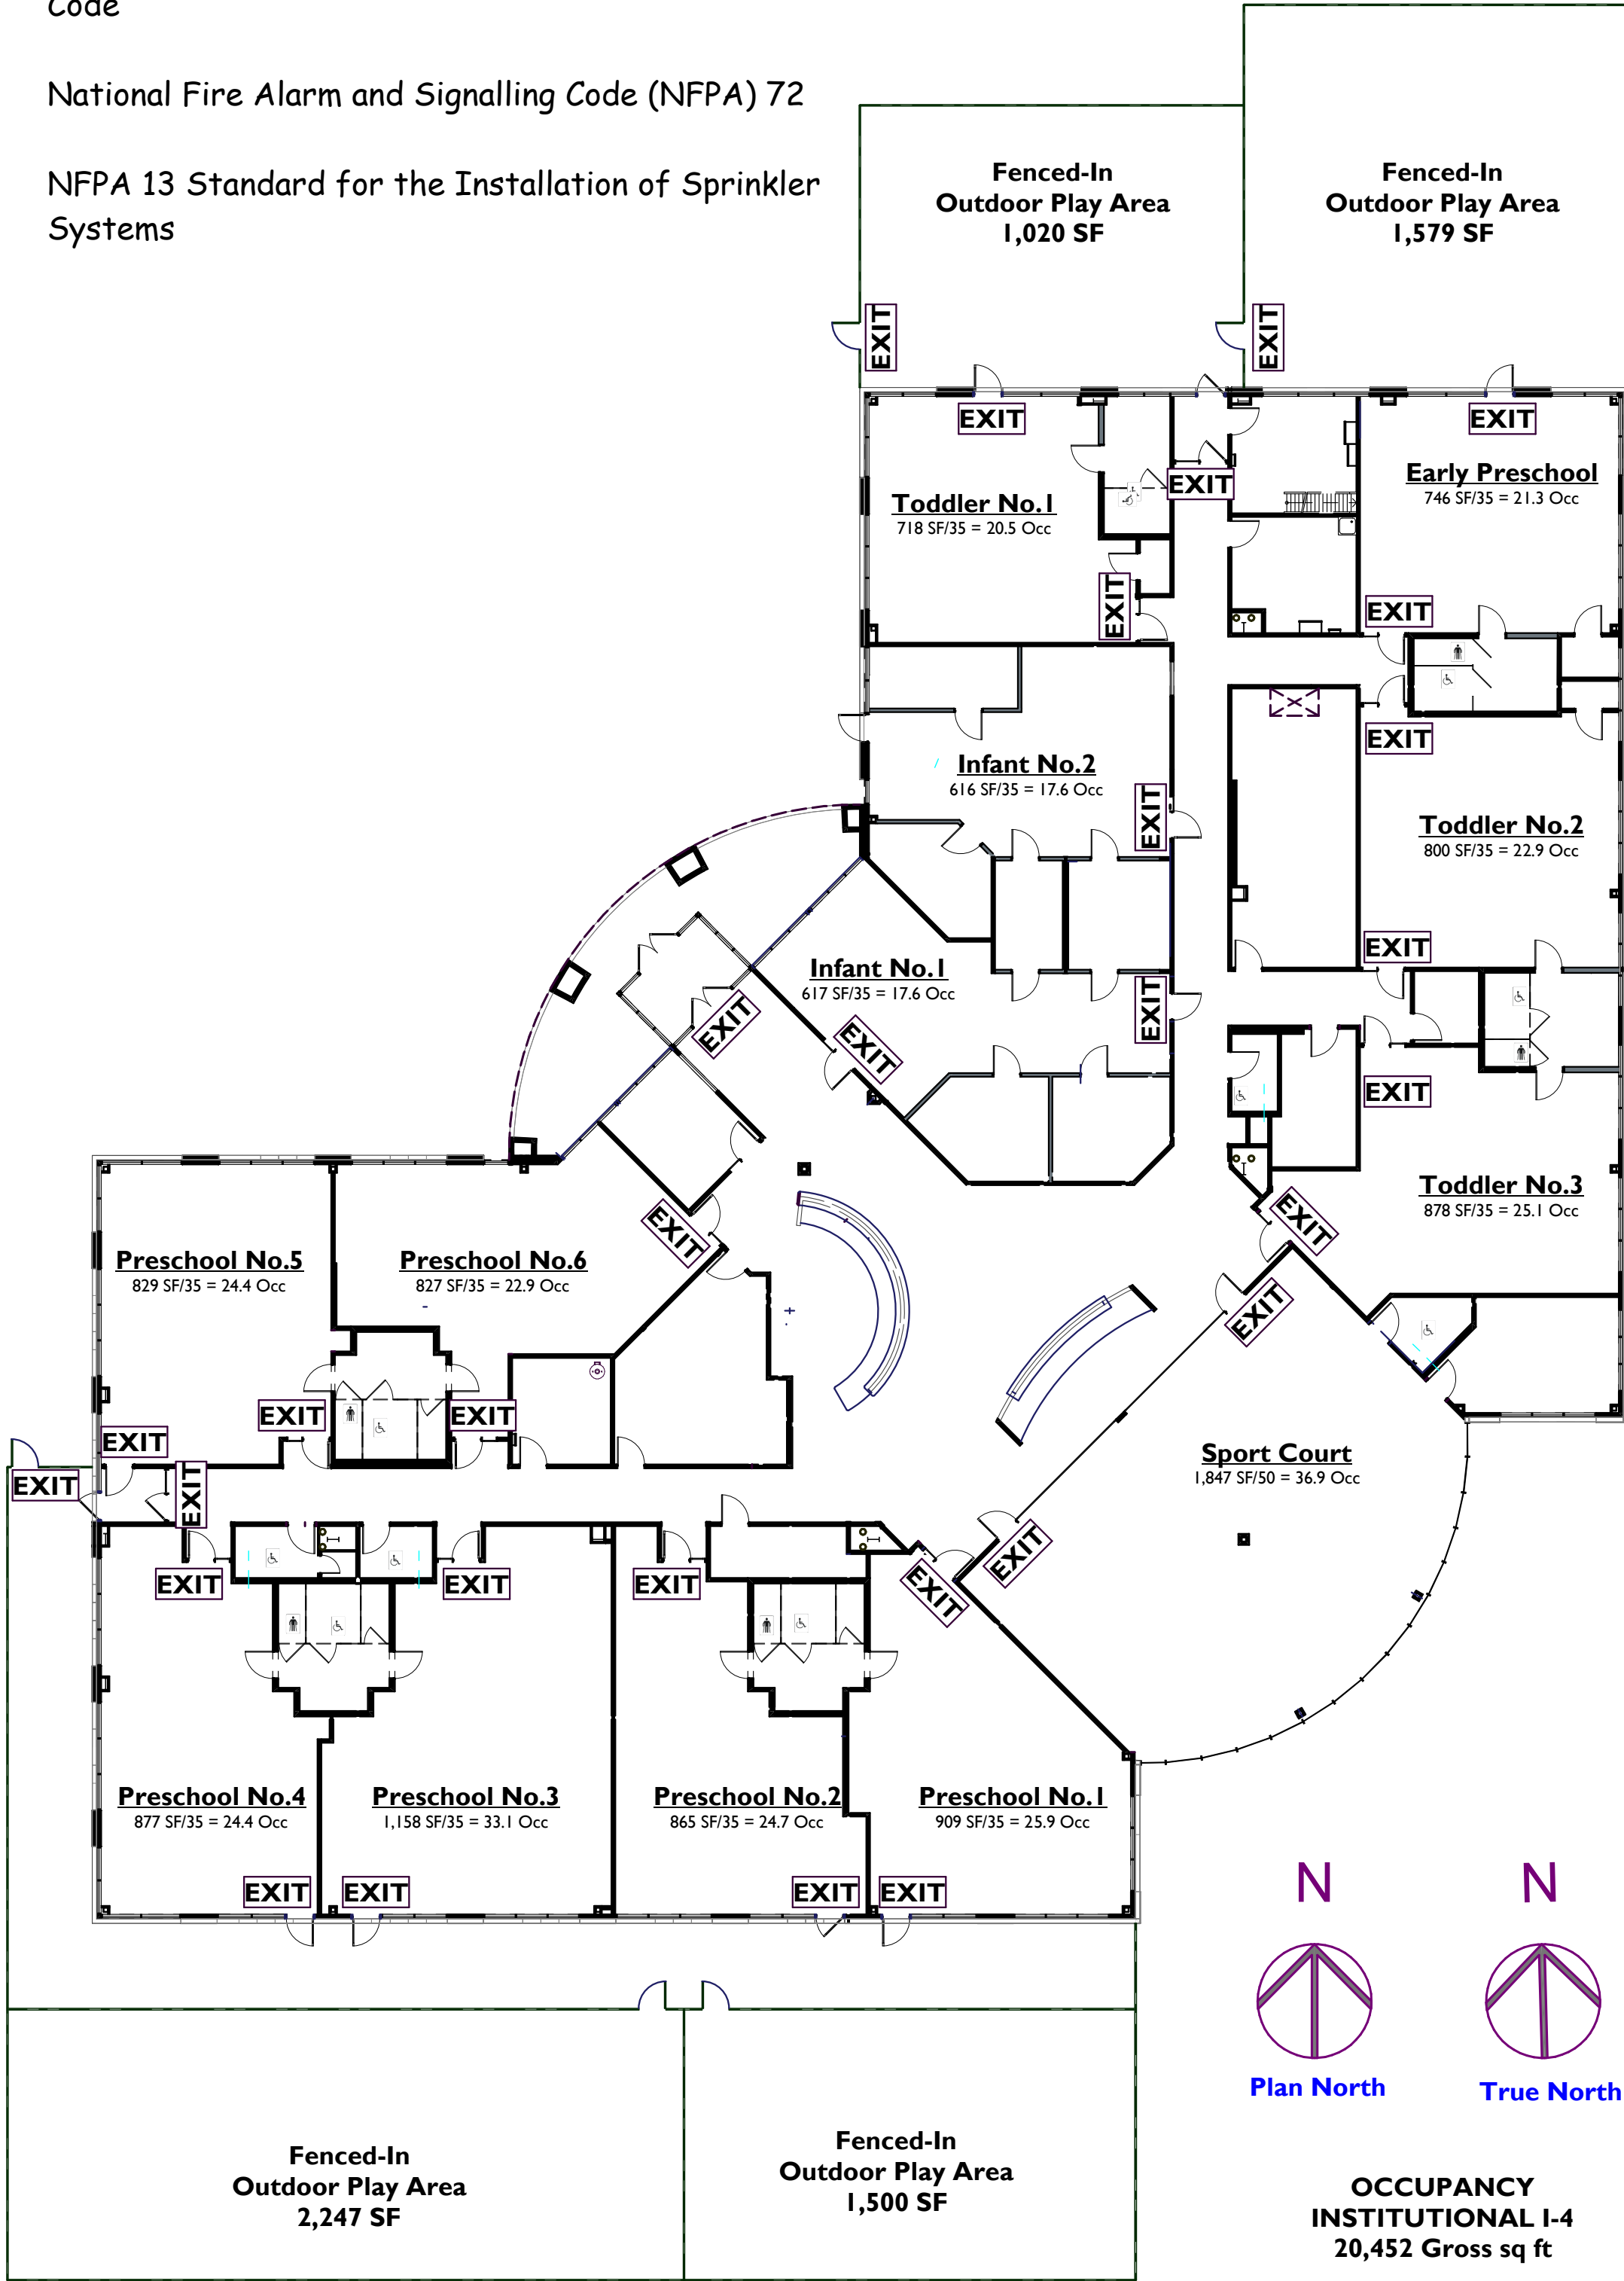 Code
National Fire Alarm and Signalling Code (NFPA) 72
NFPA 13 Standard for the Installation of Sprinkler
Systems
Fenced-In
Outdoor Play Area
1,020 SF
Fenced-In
Outdoor Play Area
1,579 SF
EXIT
EXIT
EXIT
EXIT
EXIT
Toddler No.1
718 SF/35 = 20.5 Occ
Early Preschool
746 SF/35 = 21.3 Occ
EXIT
EXIT
EXIT
Infant No.2
616 SF/35 = 17.6 Occ
EXIT
Toddler No.2
800 SF/35 = 22.9 Occ
EXIT
Infant No.1
617 SF/35 = 17.6 Occ
EXIT
EXIT
EXIT
EXIT
Toddler No.3
878 SF/35 = 25.1 Occ
EXIT
EXIT
EXIT
Preschool No.5
829 SF/35 = 24.4 Occ
Preschool No.6
827 SF/35 = 22.9 Occ
EXIT
EXIT
EXIT
EXIT
EXIT
Sport Court
1,847 SF/50 = 36.9 Occ
EXIT
EXIT
EXIT
EXIT
EXIT
Preschool No.4
877 SF/35 = 24.4 Occ
Preschool No.3
1,158 SF/35 = 33.1 Occ
Preschool No.2
865 SF/35 = 24.7 Occ
Preschool No.1
909 SF/35 = 25.9 Occ
EXIT
EXIT
EXIT
EXIT
N
N
Plan North
True North
Fenced-In
Outdoor Play Area
2,247 SF
Fenced-In
Outdoor Play Area
1,500 SF
OCCUPANCY
INSTITUTIONAL I-4
20,452 Gross sq ft